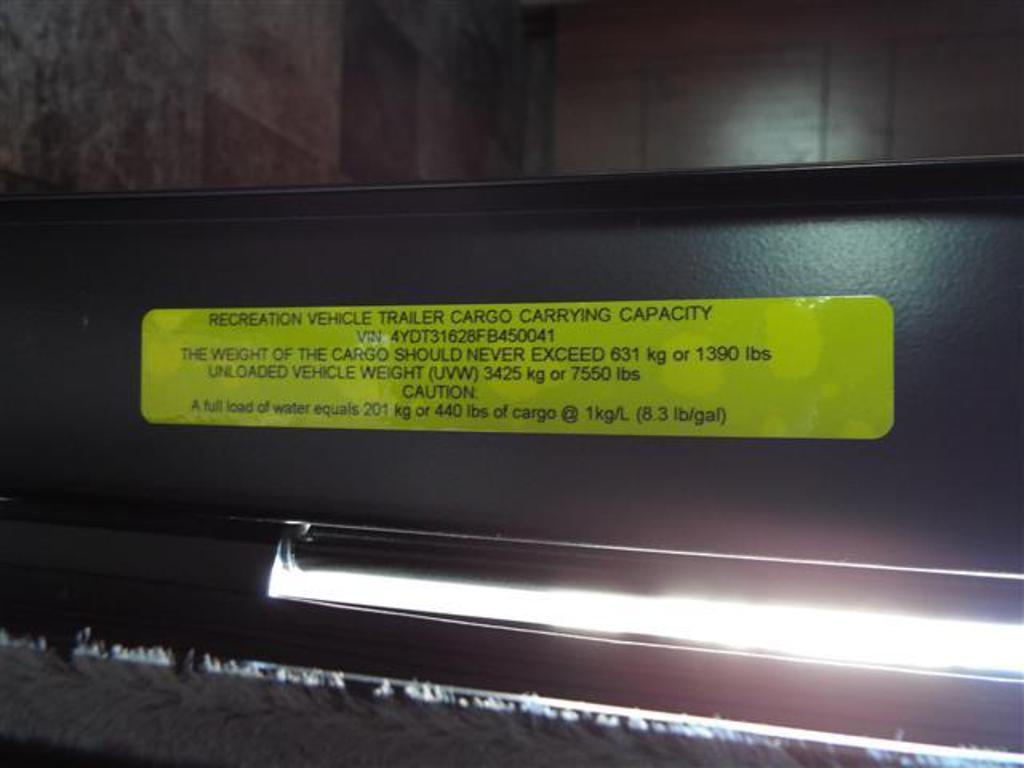 RECREATION VEHICLE TRAILER CARGO CARRYING CAPACITY
VIN: 4YDT31628FB450041
THE WEIGHT OF THE CARGO SHOULD NEVER EXCEED 631 kg or 1390 lbs
UNLOADED VEHICLE WEIGHT (UVW) 3425 kg or 7550 lbs
CAUTION:
A full load of water equals 201 kg or 440 lbs of cargo @ 1kg/L (8.3 lb/gal)